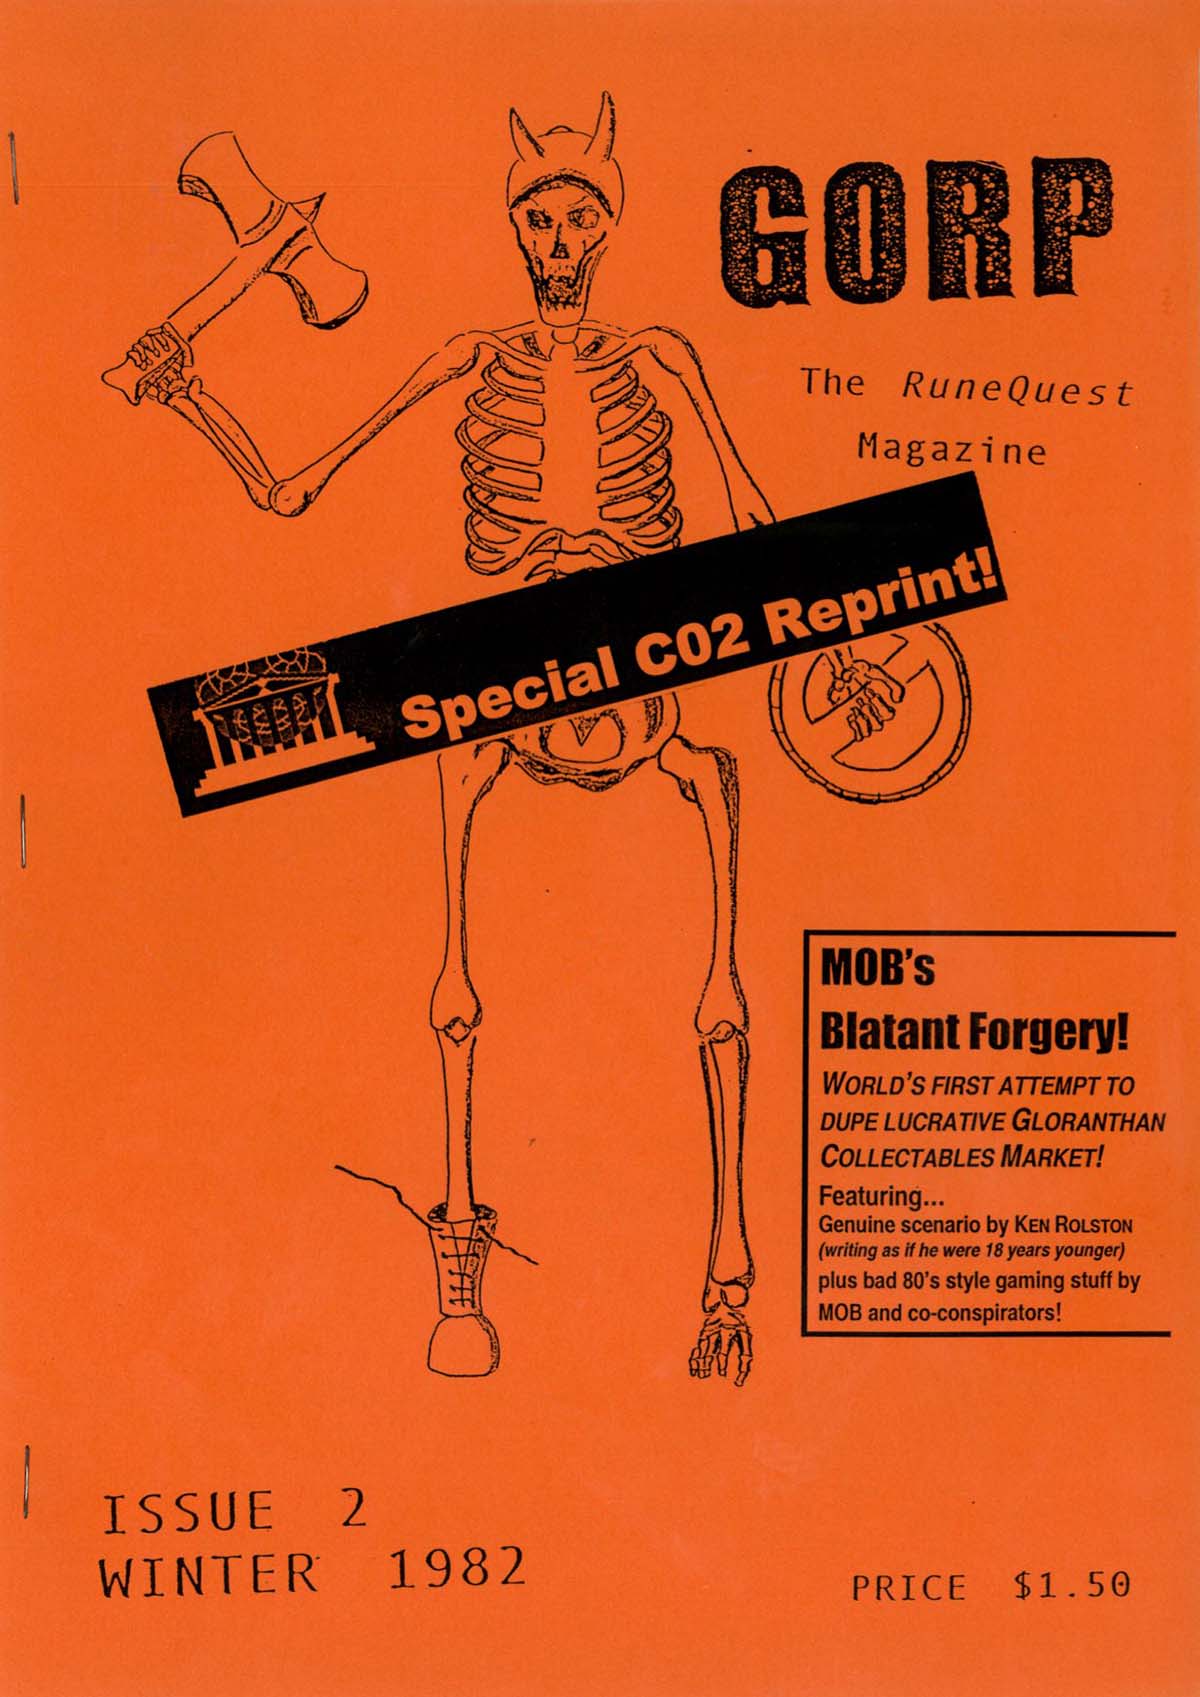 GORP
The RuneQuest
Magazine
Special C02 Reprint!
MOB's
Blatant Forgery!
WORLD'S FIRST ATTEMPT TO
DUPE LUCRATIVE GLORANTHAN
COLLECTABLES MARKET!
Featuring...
Genuine scenario by KEN ROLSTON
(writing as if he were 18 years younger)
plus bad 80's style gaming stuff by
MOB and co-conspirators!
ISSUE 2
WINTER 1982
PRICE $1.50